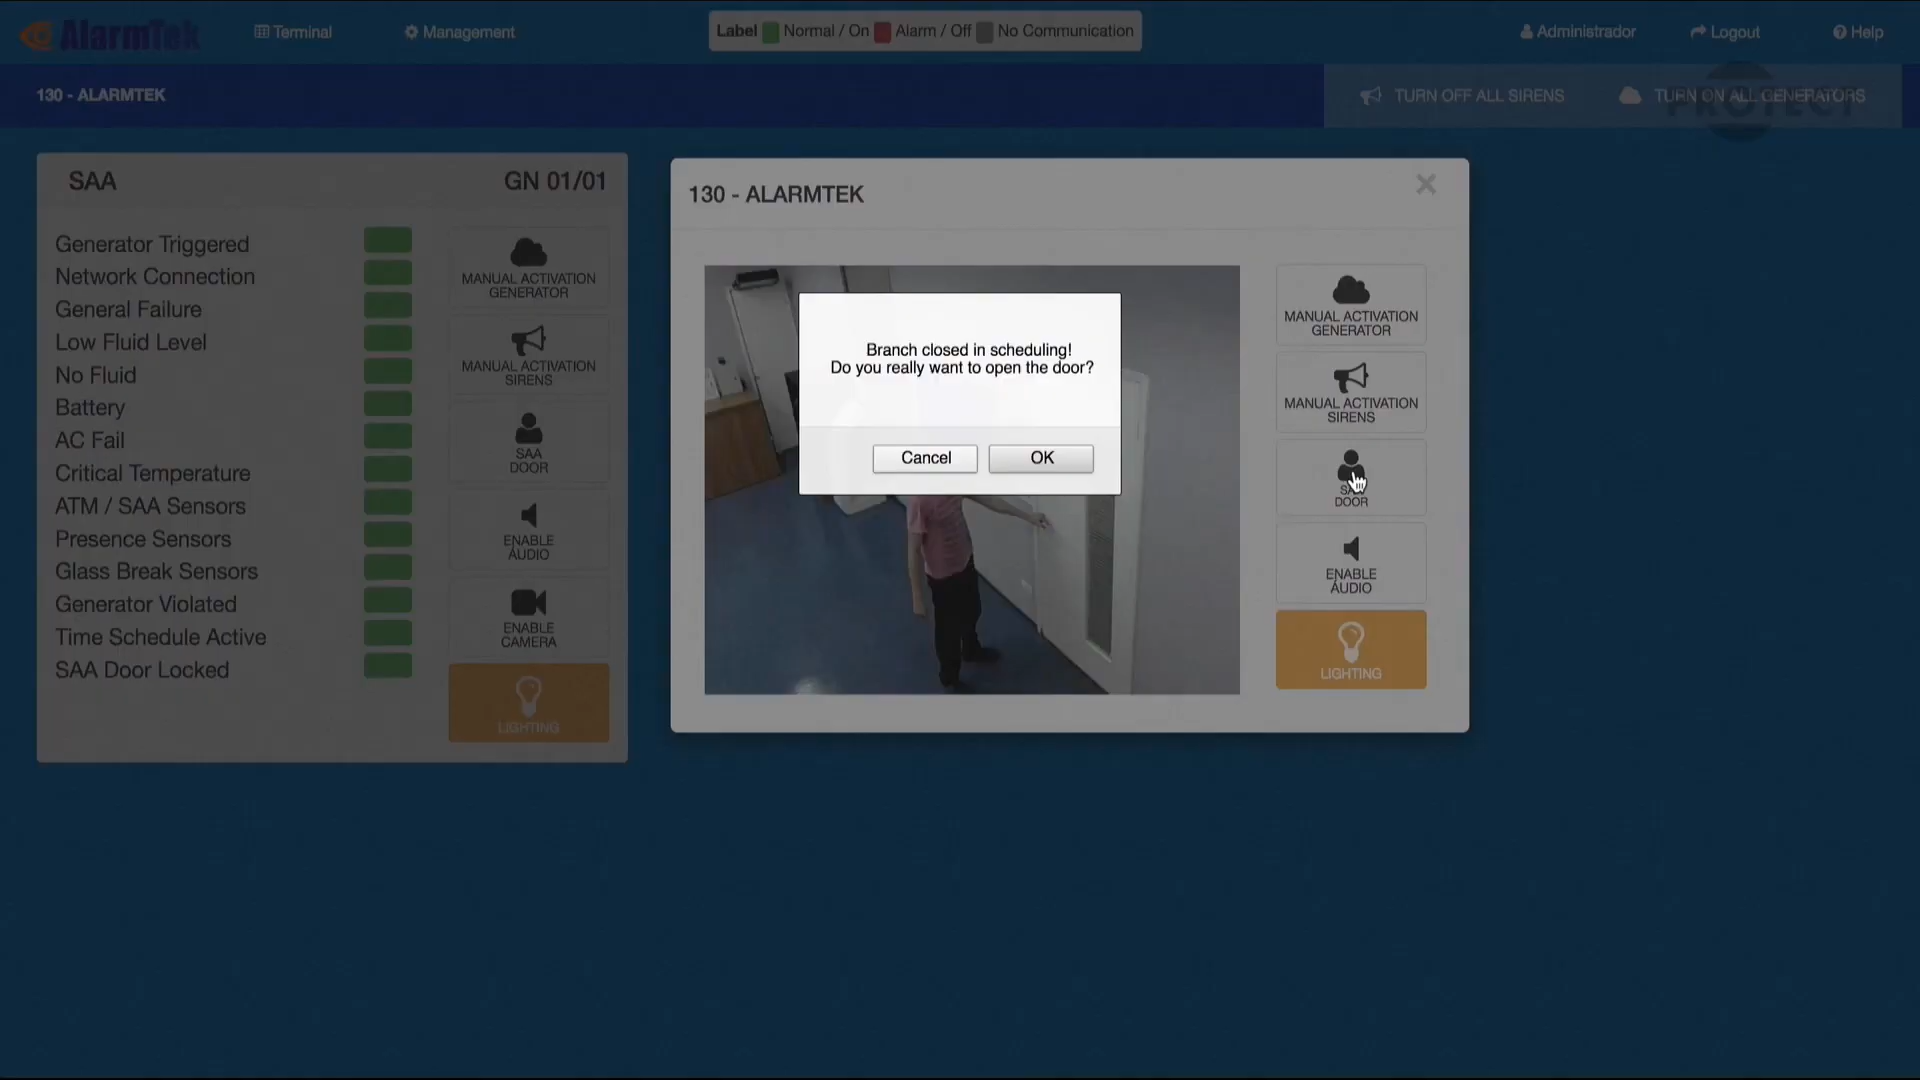 AlarmTek
Terminal
Management
Label Normal / On Alarm / Off No Communication
Administrador
Logout
Help
130 - ALARMTEK
TURN OFF ALL SIRENS
TURN ON ALL GENERATORS
PROTECT
SAA
GN 01/01
Generator Triggered
Network Connection
General Failure
Low Fluid Level
No Fluid
Battery
AC Fail
Critical Temperature
ATM / SAA Sensors
Presence Sensors
Glass Break Sensors
Generator Violated
Time Schedule Active
SAA Door Locked
MANUAL ACTIVATION
GENERATOR
MANUAL ACTIVATION
SIRENS
SAA
DOOR
ENABLE
ÁUDIO
ENABLE
CAMERA
LIGHTING
130 - ALARMTEK
Branch closed in scheduling!
Do you really want to open the door?
Cancel
OK
MANUAL ACTIVATION
GENERATOR
MANUAL ACTIVATION
SIRENS
SAA
DOOR
ENABLE
ÁUDIO
LIGHTING